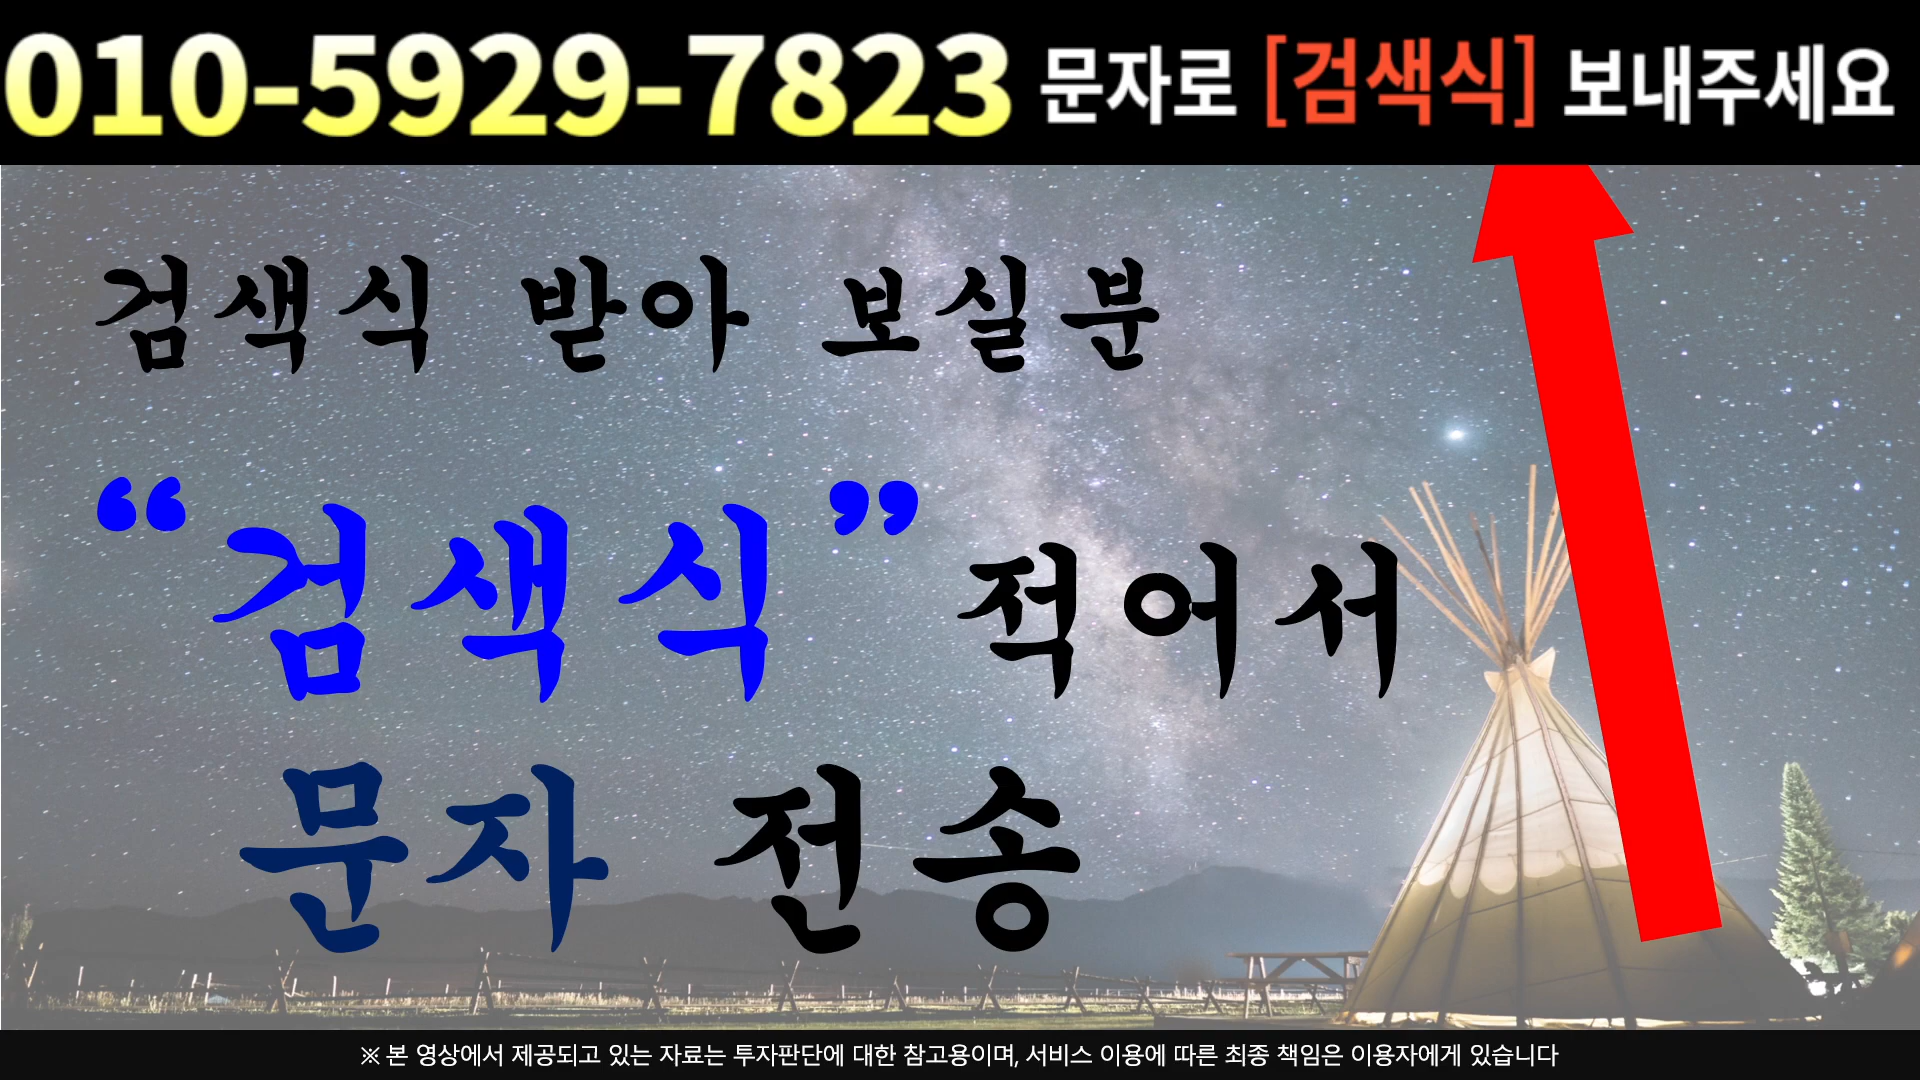 010-5929-7823 문자로 [검색식] 보내주세요
검색식 받아 보실분
“검색식” 적어서
문자 전송
※ 본 영상에서 제공되고 있는 자료는 투자판단에 대한 참고용이며, 서비스 이용에 따른 최종 책임은 이용자에게 있습니다